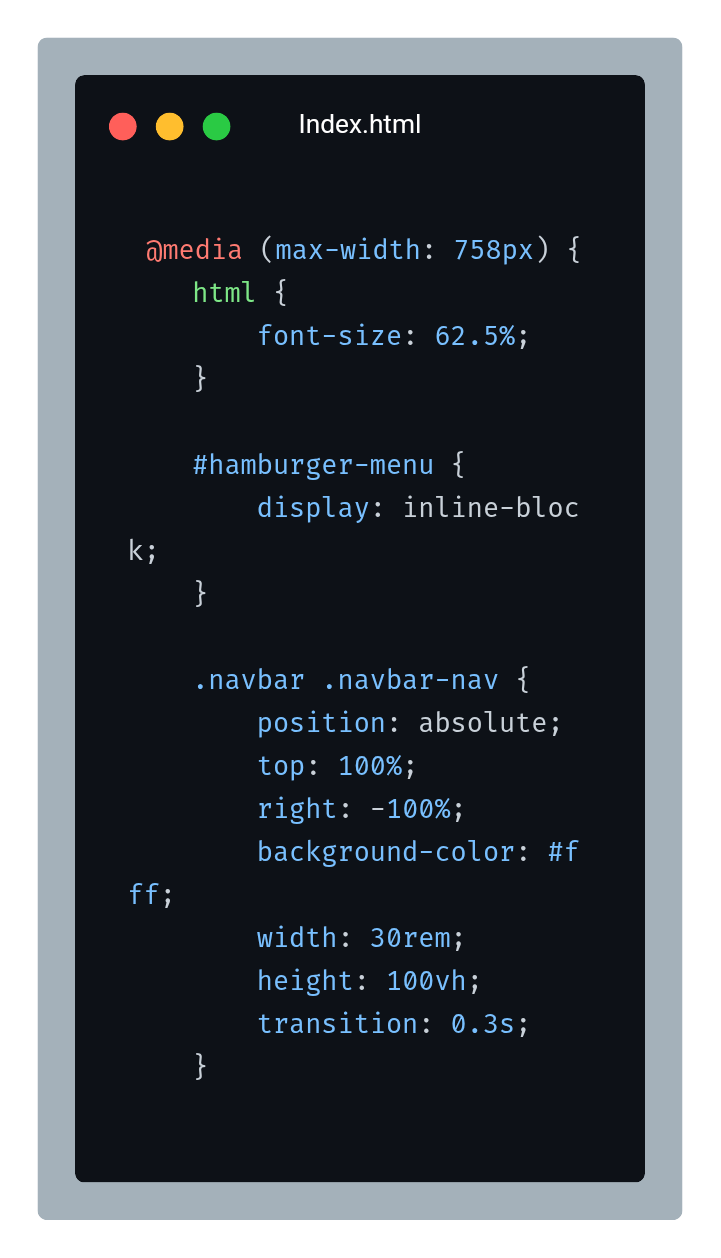 Index.html
@media (max-width: 758px) {
html {
font-size: 62.5%;
}
#hamburger-menu {
display: inline-bloc
k;
}
.navbar .navbar-nav {
position: absolute;
top: 100%;
right: -100%;
background-color: #f
ff;
width: 30rem;
height: 100vh;
transition: 0.3s;
}